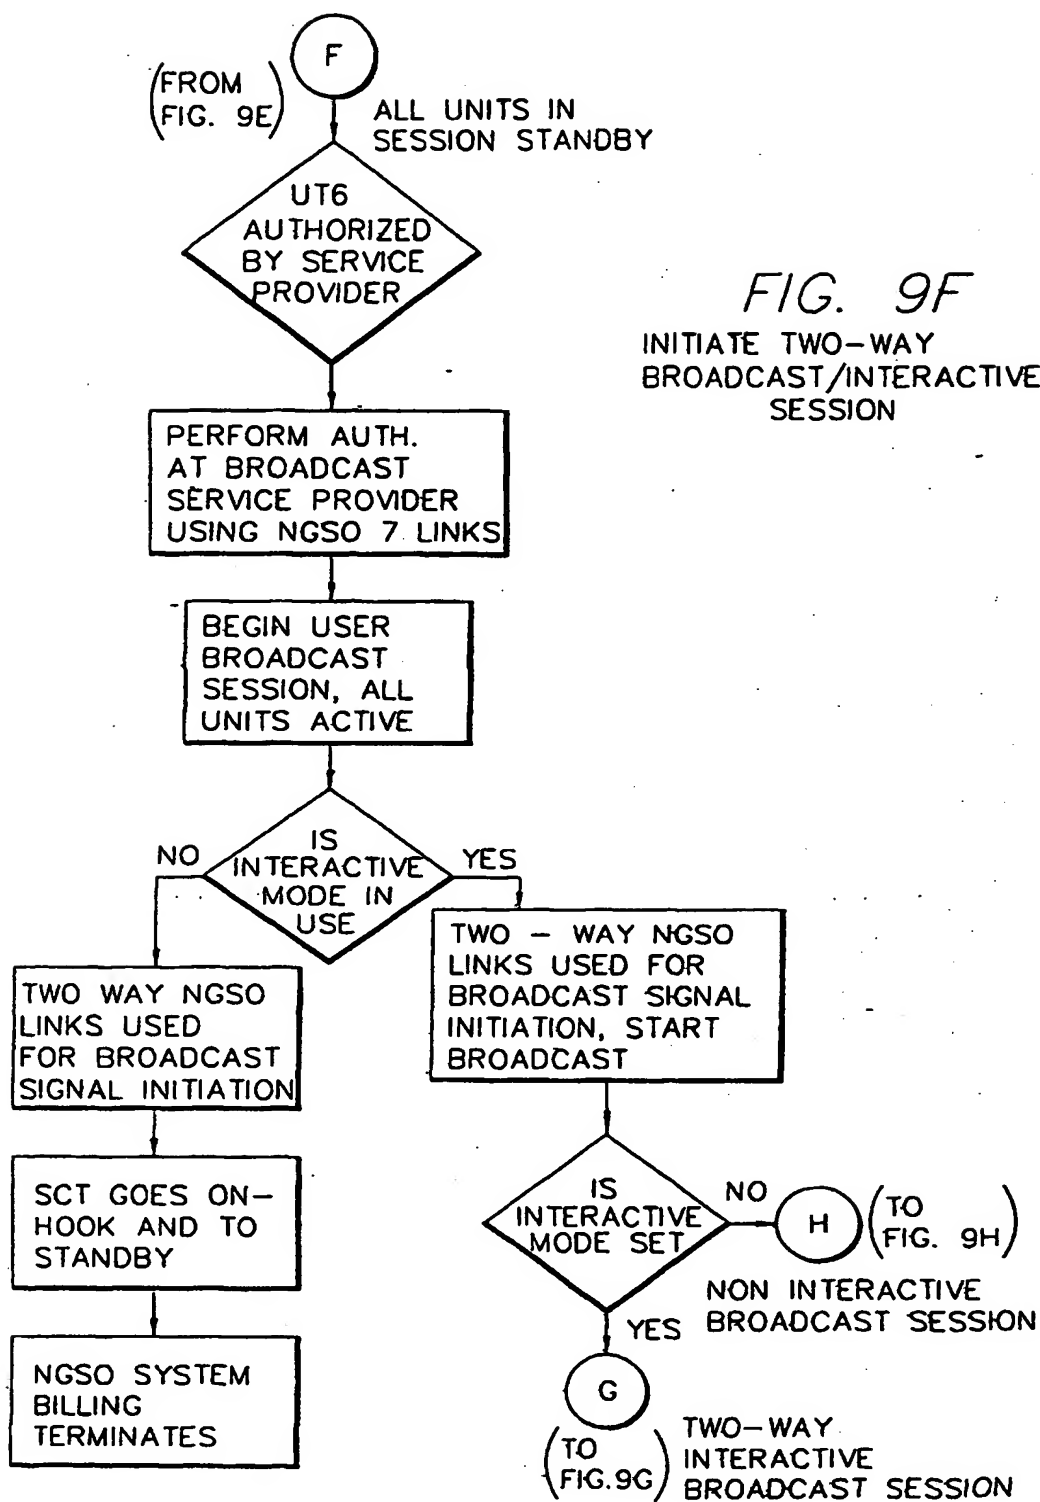 F
(FROM
FIG. 9E)
ALL UNITS IN
SESSION STANDBY
UT6
AUTHORIZED
BY SERVICE
PROVIDER
FIG. 9F
INITIATE TWO-WAY
BROADCAST/INTERACTIVE
SESSION
PERFORM AUTH.
AT BROADCAST
SERVICE PROVIDER
USING NGSO 7 LINKS
BEGIN USER
BROADCAST
SESSION, ALL
UNITS ACTIVE
IS
INTERACTIVE
MODE IN
USE
NO
YES
TWO WAY NGSO
LINKS USED
FOR BROADCAST
SIGNAL INITIATION
SCT GOES ON-
HOOK AND TO
STANDBY
NGSO SYSTEM
BILLING
TERMINATES
TWO - WAY NGSO
LINKS USED FOR
BROADCAST SIGNAL
INITIATION, START
BROADCAST
IS
INTERACTIVE
MODE SET
NO
H
(TO
FIG. 9H)
NON INTERACTIVE
BROADCAST SESSION
YES
G
(TO
FIG.9G)
TWO-WAY
INTERACTIVE
BROADCAST SESSION